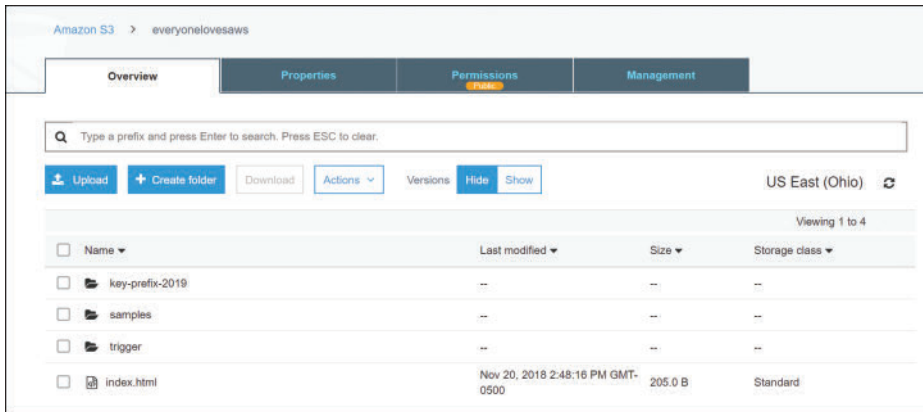 Amazon S3 > everyonelovesaws
Overview Properties Permissions Management
Public
Type a prefix and press Enter to search. Press ESC to clear.
Upload + Create folder Download Actions Versions Hide Show US East (Ohio)
Viewing 1 to 4
Name Last modified Size Storage class
key-prefix-2019 -- -- --
samples -- -- --
trigger -- -- --
index.html Nov 20, 2018 2:48:16 PM GMT- 205.0 B Standard
0500